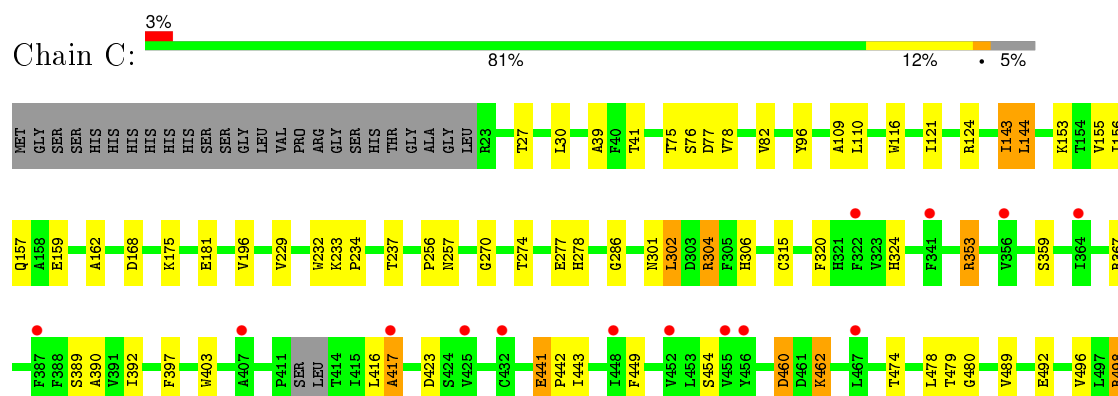 3%
Chain C:
81% 12% • 5%
MET GLY SER SER HIS HIS HIS HIS HIS HIS SER SER GLY LEU VAL PRO ARG GLY SER HIS THR GLY ALA GLY LEU R23 T27 L30 A39 F40 T41 T75 S76 D77 V78 V82 Y96 A109 L110 W116 I121 R124 I143 L144 K153 T154 V155 I156
Q157 A158 E159 A162 D168 K175 E181 V196 V229 W232 K233 P234 T237 P256 N257 G270 T274 E277 H278 G286 N301 L302 D303 R304 F305 H306 C315 F320 H321 F322 V323 H324 F341 R353 V356 S359 I364
F387 F388 S389 A390 V391 I392 F397 W403 A407 P411 SER LEU T414 I415 L416 A417 D423 S424 V425 C432 E441 P442 I443 I448 F449 V452 L453 S454 V455 Y456 D460 D461 K462 L467 T474 L478 T479 G480 V489 E492 V496 L497